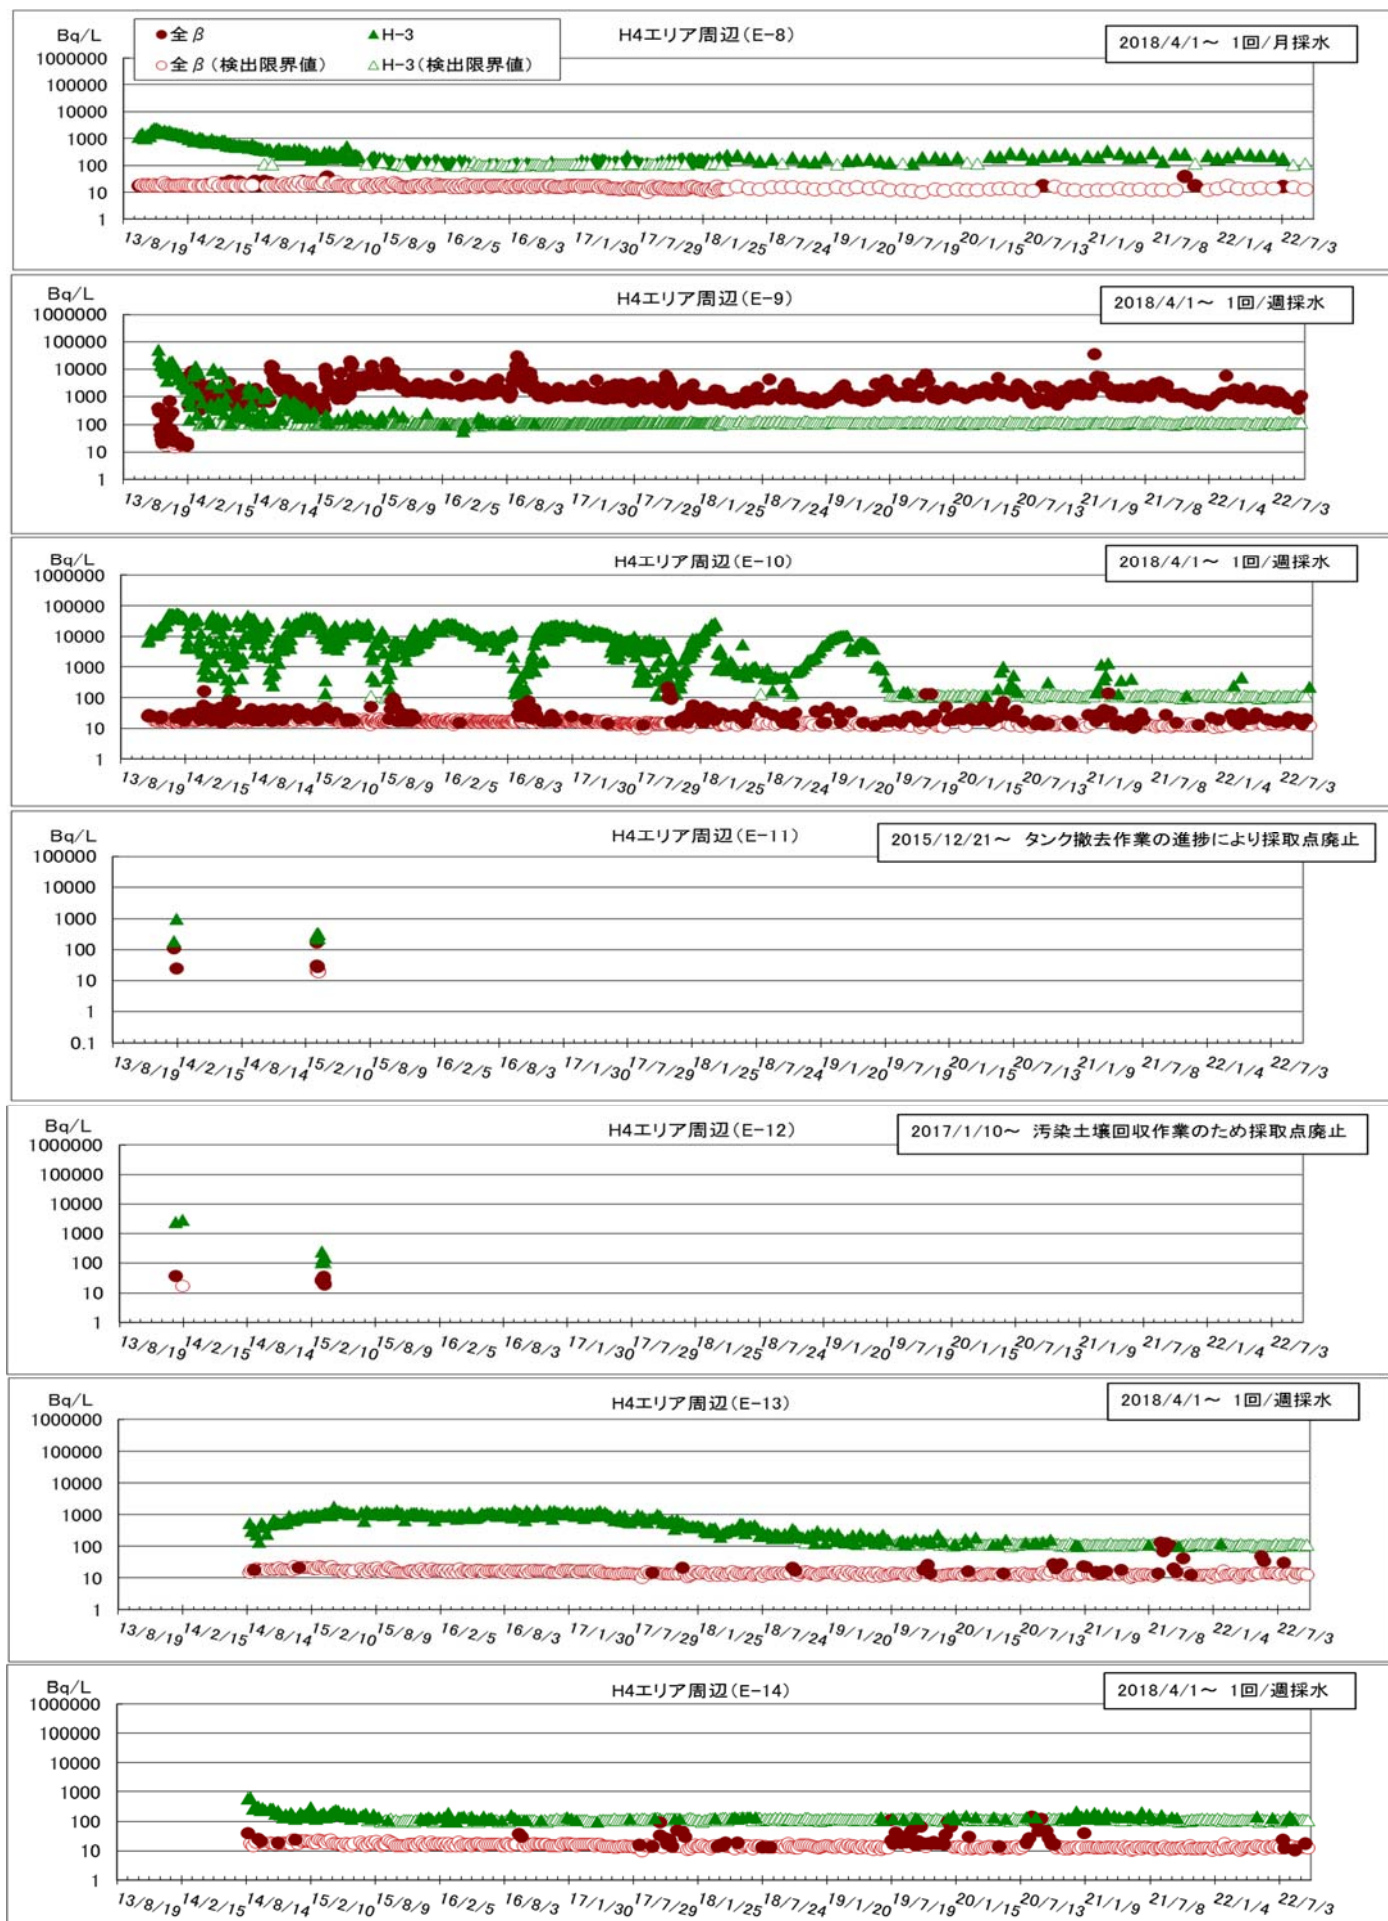 Bq/L
● 全β ▲ H-3
○ 全β(検出限界値) △ H-3(検出限界値)
H4エリア周辺(E-8)
2018/4/1～ 1回/月採水
1000000
100000
10000
1000
100
10
1
13/8/19 14/2/15 14/8/14 15/2/10 15/8/9 16/2/5 16/8/3 17/1/30 17/7/29 18/1/25 18/7/24 19/1/20 19/7/19 20/1/15 20/7/13 21/1/9 21/7/8 22/1/4 22/7/3
Bq/L
H4エリア周辺(E-9)
2018/4/1～ 1回/週採水
1000000
100000
10000
1000
100
10
1
13/8/19 14/2/15 14/8/14 15/2/10 15/8/9 16/2/5 16/8/3 17/1/30 17/7/29 18/1/25 18/7/24 19/1/20 19/7/19 20/1/15 20/7/13 21/1/9 21/7/8 22/1/4 22/7/3
Bq/L
H4エリア周辺(E-10)
2018/4/1～ 1回/週採水
1000000
100000
10000
1000
100
10
1
13/8/19 14/2/15 14/8/14 15/2/10 15/8/9 16/2/5 16/8/3 17/1/30 17/7/29 18/1/25 18/7/24 19/1/20 19/7/19 20/1/15 20/7/13 21/1/9 21/7/8 22/1/4 22/7/3
Bq/L
H4エリア周辺(E-11)
2015/12/21～ タンク撤去作業の進捗により採取点廃止
100000
10000
1000
100
10
1
0.1
13/8/19 14/2/15 14/8/14 15/2/10 15/8/9 16/2/5 16/8/3 17/1/30 17/7/29 18/1/25 18/7/24 19/1/20 19/7/19 20/1/15 20/7/13 21/1/9 21/7/8 22/1/4 22/7/3
Bq/L
H4エリア周辺(E-12)
2017/1/10～ 汚染土壌回収作業のため採取点廃止
1000000
100000
10000
1000
100
10
1
13/8/19 14/2/15 14/8/14 15/2/10 15/8/9 16/2/5 16/8/3 17/1/30 17/7/29 18/1/25 18/7/24 19/1/20 19/7/19 20/1/15 20/7/13 21/1/9 21/7/8 22/1/4 22/7/3
Bq/L
H4エリア周辺(E-13)
2018/4/1～ 1回/週採水
1000000
100000
10000
1000
100
10
1
13/8/19 14/2/15 14/8/14 15/2/10 15/8/9 16/2/5 16/8/3 17/1/30 17/7/29 18/1/25 18/7/24 19/1/20 19/7/19 20/1/15 20/7/13 21/1/9 21/7/8 22/1/4 22/7/3
Bq/L
H4エリア周辺(E-14)
2018/4/1～ 1回/週採水
1000000
100000
10000
1000
100
10
1
13/8/19 14/2/15 14/8/14 15/2/10 15/8/9 16/2/5 16/8/3 17/1/30 17/7/29 18/1/25 18/7/24 19/1/20 19/7/19 20/1/15 20/7/13 21/1/9 21/7/8 22/1/4 22/7/3